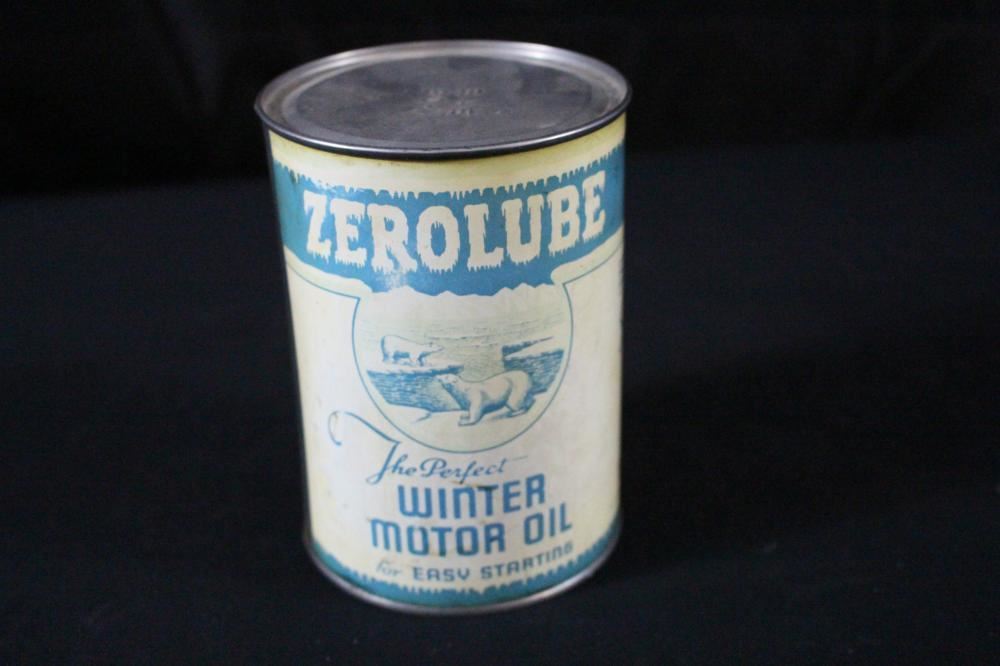 ZEROLUBE
The Perfect
WINTER
MOTOR OIL
for EASY STARTING